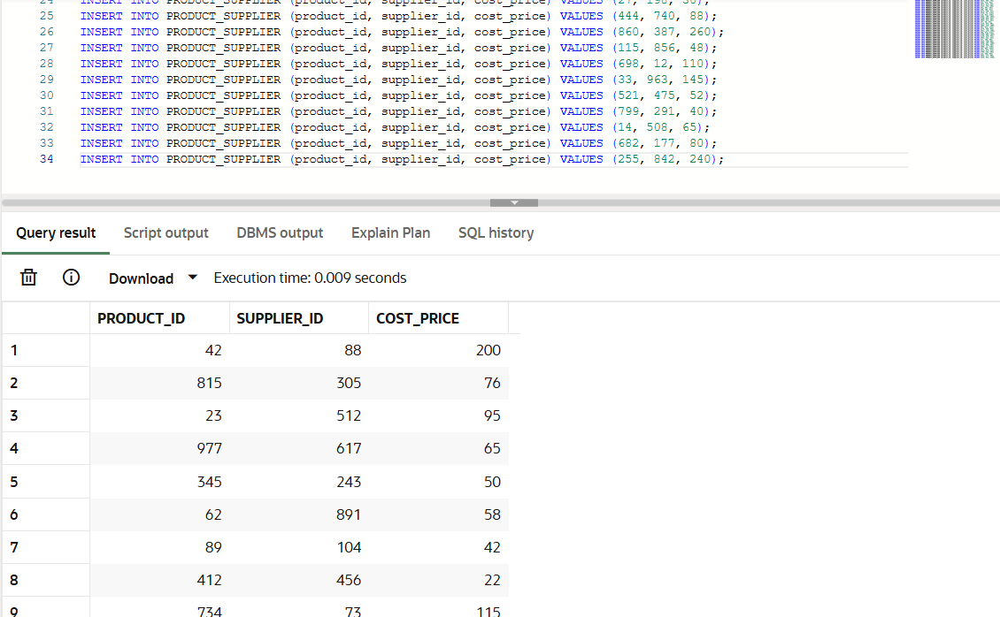 24 INSERT INTO PRODUCT_SUPPLIER (product_id, supplier_id, cost_price) VALUES (27, 198, 30);
25 INSERT INTO PRODUCT_SUPPLIER (product_id, supplier_id, cost_price) VALUES (444, 740, 88);
26 INSERT INTO PRODUCT_SUPPLIER (product_id, supplier_id, cost_price) VALUES (860, 387, 260);
27 INSERT INTO PRODUCT_SUPPLIER (product_id, supplier_id, cost_price) VALUES (115, 856, 48);
28 INSERT INTO PRODUCT_SUPPLIER (product_id, supplier_id, cost_price) VALUES (698, 12, 110);
29 INSERT INTO PRODUCT_SUPPLIER (product_id, supplier_id, cost_price) VALUES (33, 963, 145);
30 INSERT INTO PRODUCT_SUPPLIER (product_id, supplier_id, cost_price) VALUES (521, 475, 52);
31 INSERT INTO PRODUCT_SUPPLIER (product_id, supplier_id, cost_price) VALUES (799, 291, 40);
32 INSERT INTO PRODUCT_SUPPLIER (product_id, supplier_id, cost_price) VALUES (14, 508, 65);
33 INSERT INTO PRODUCT_SUPPLIER (product_id, supplier_id, cost_price) VALUES (682, 177, 80);
34 INSERT INTO PRODUCT_SUPPLIER (product_id, supplier_id, cost_price) VALUES (255, 842, 240);
Query result Script output DBMS output Explain Plan SQL history
Download Execution time: 0.009 seconds
PRODUCT_ID SUPPLIER_ID COST_PRICE
1 42 88 200
2 815 305 76
3 23 512 95
4 977 617 65
5 345 243 50
6 62 891 58
7 89 104 42
8 412 456 22
9 734 73 115